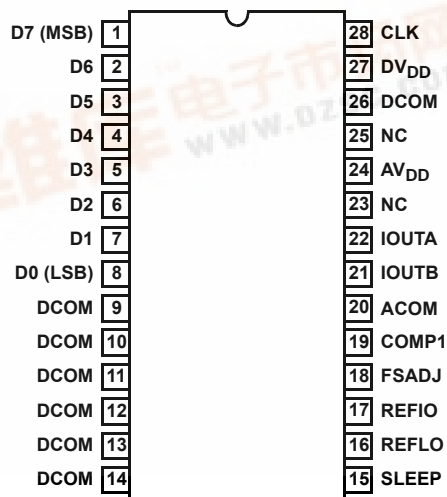 D7 (MSB) 1 28 CLK
D6 2 27 DVDD
D5 3 26 DCOM
D4 4 25 NC
D3 5 24 AVDD
D2 6 23 NC
D1 7 22 IOUTA
D0 (LSB) 8 21 IOUTB
DCOM 9 20 ACOM
DCOM 10 19 COMP1
DCOM 11 18 FSADJ
DCOM 12 17 REFIO
DCOM 13 16 REFLO
DCOM 14 15 SLEEP